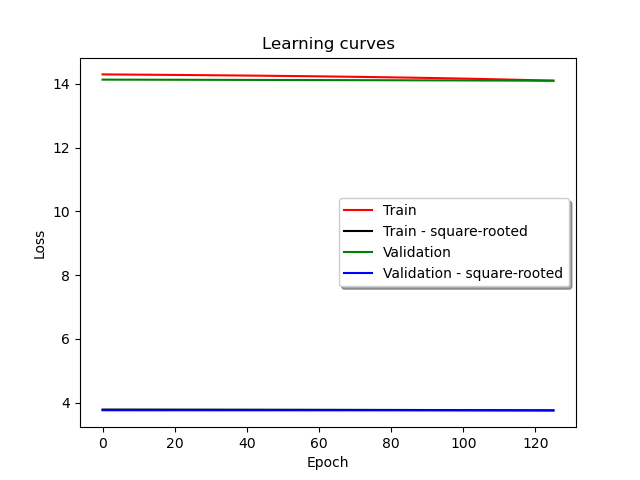 Learning curves
14
12
10
8
6
4
Loss
Train
Train - square-rooted
Validation
Validation - square-rooted
0 20 40 60 80 100 120
Epoch